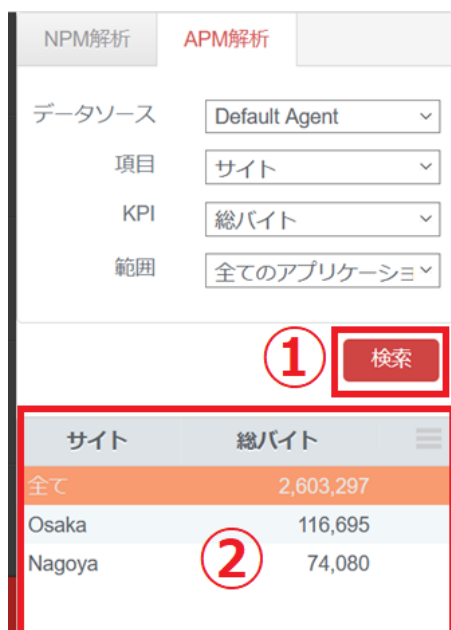 NPM解析 APM解析
データソース Default Agent
項目 サイト
KPI 総バイト
範囲 全てのアプリケーショ
① 検索
サイト 総バイト
全て 2,603,297
Osaka 116,695
Nagoya 74,080
②